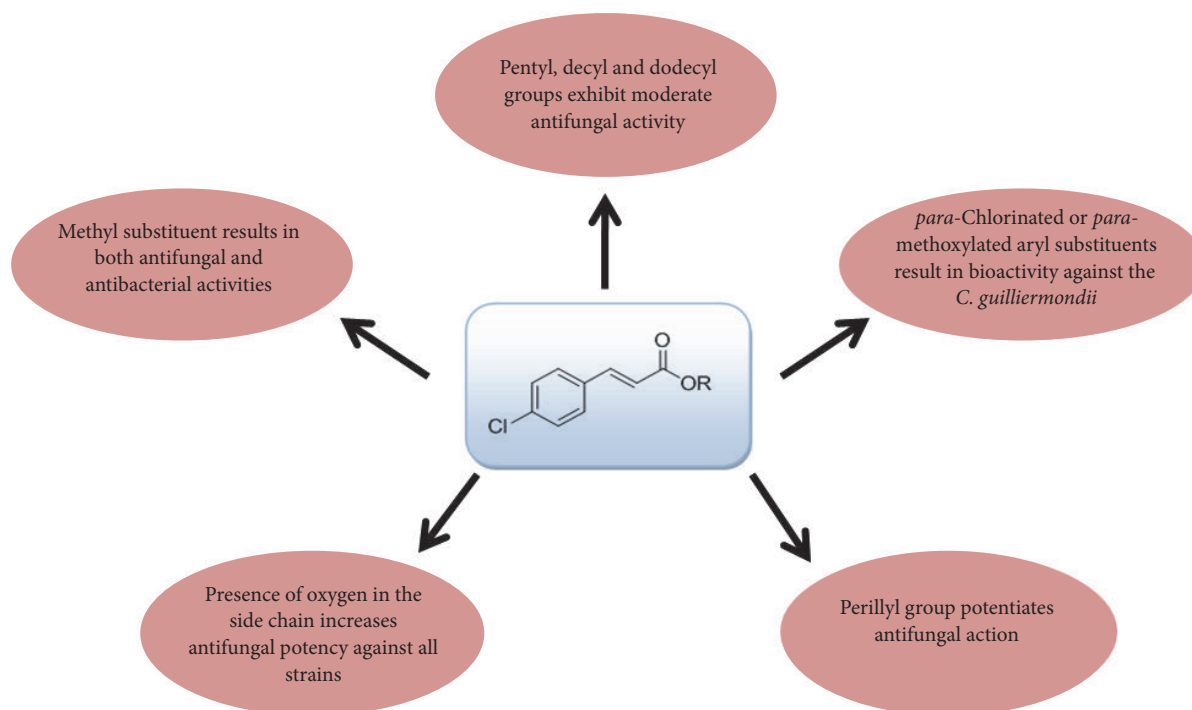 Pentyl, decyl and dodecyl
groups exhibit moderate
antifungal activity
Methyl substituent results in
both antifungal and
antibacterial activities
para-Chlorinated or para-
methoxylated aryl substituents
result in bioactivity against the
C. guilliermondii
O
OR
Cl
Presence of oxygen in the
side chain increases
antifungal potency against all
strains
Perillyl group potentiates
antifungal action